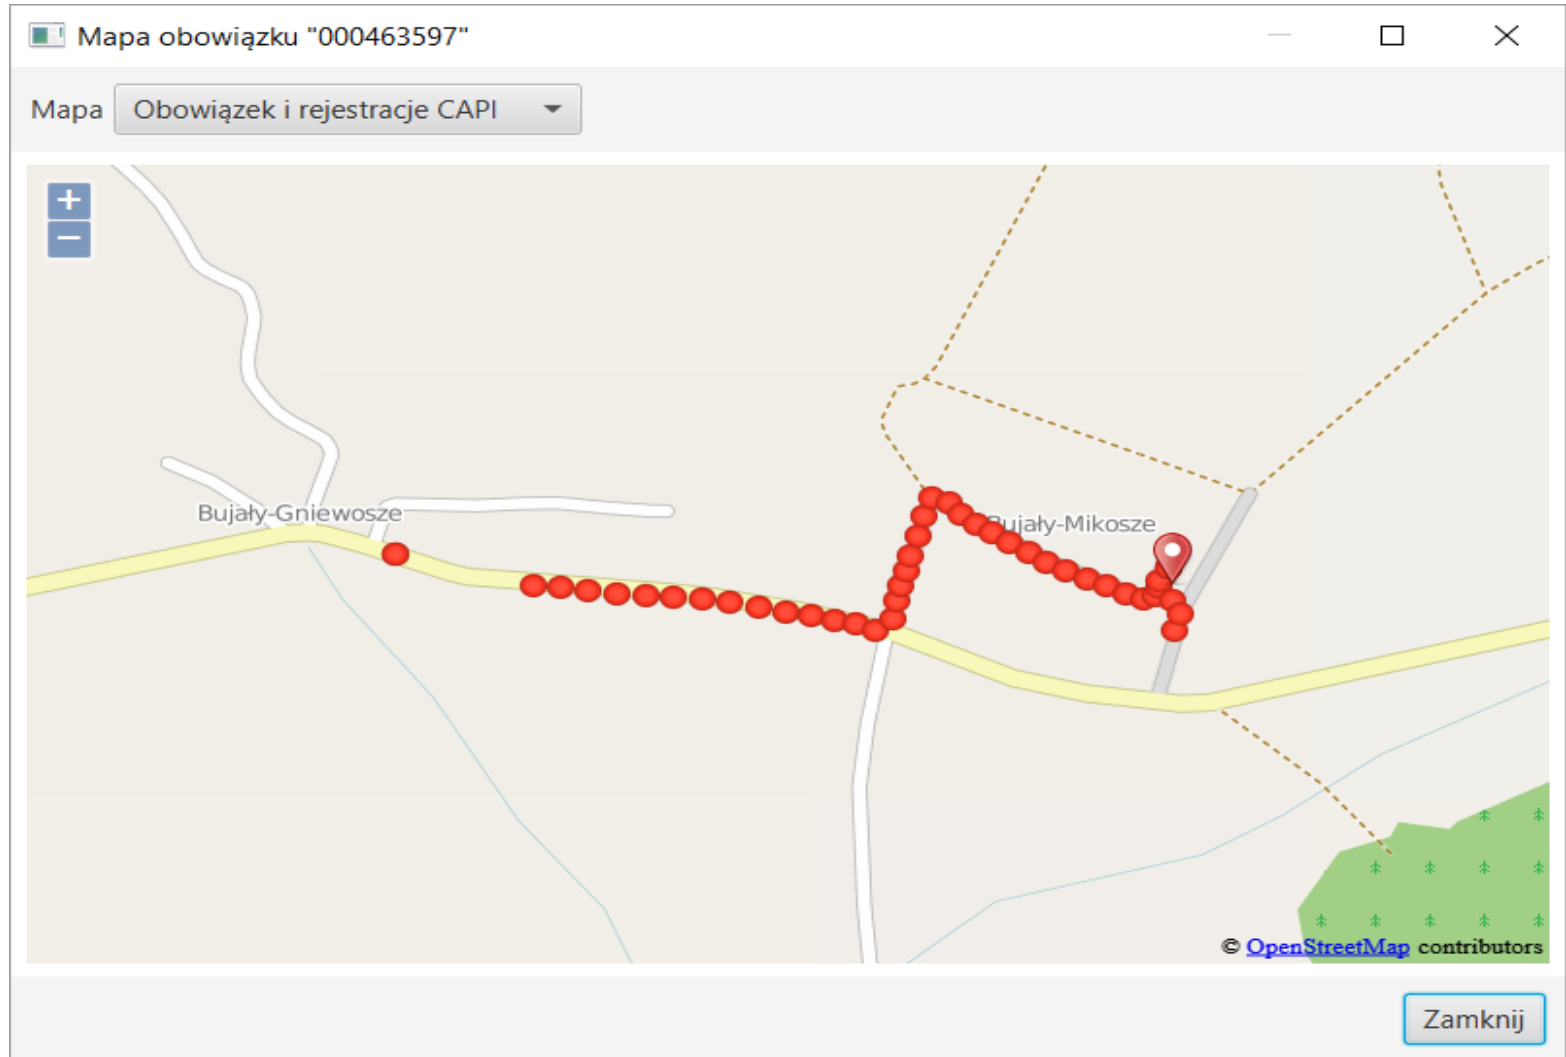 Mapa obowiązku "000463597"
Mapa
Obowiązek i rejestracje CAPI
+
−
Bujały-Gniewosze
Bujały-Mikosze
© OpenStreetMap contributors
Zamknij